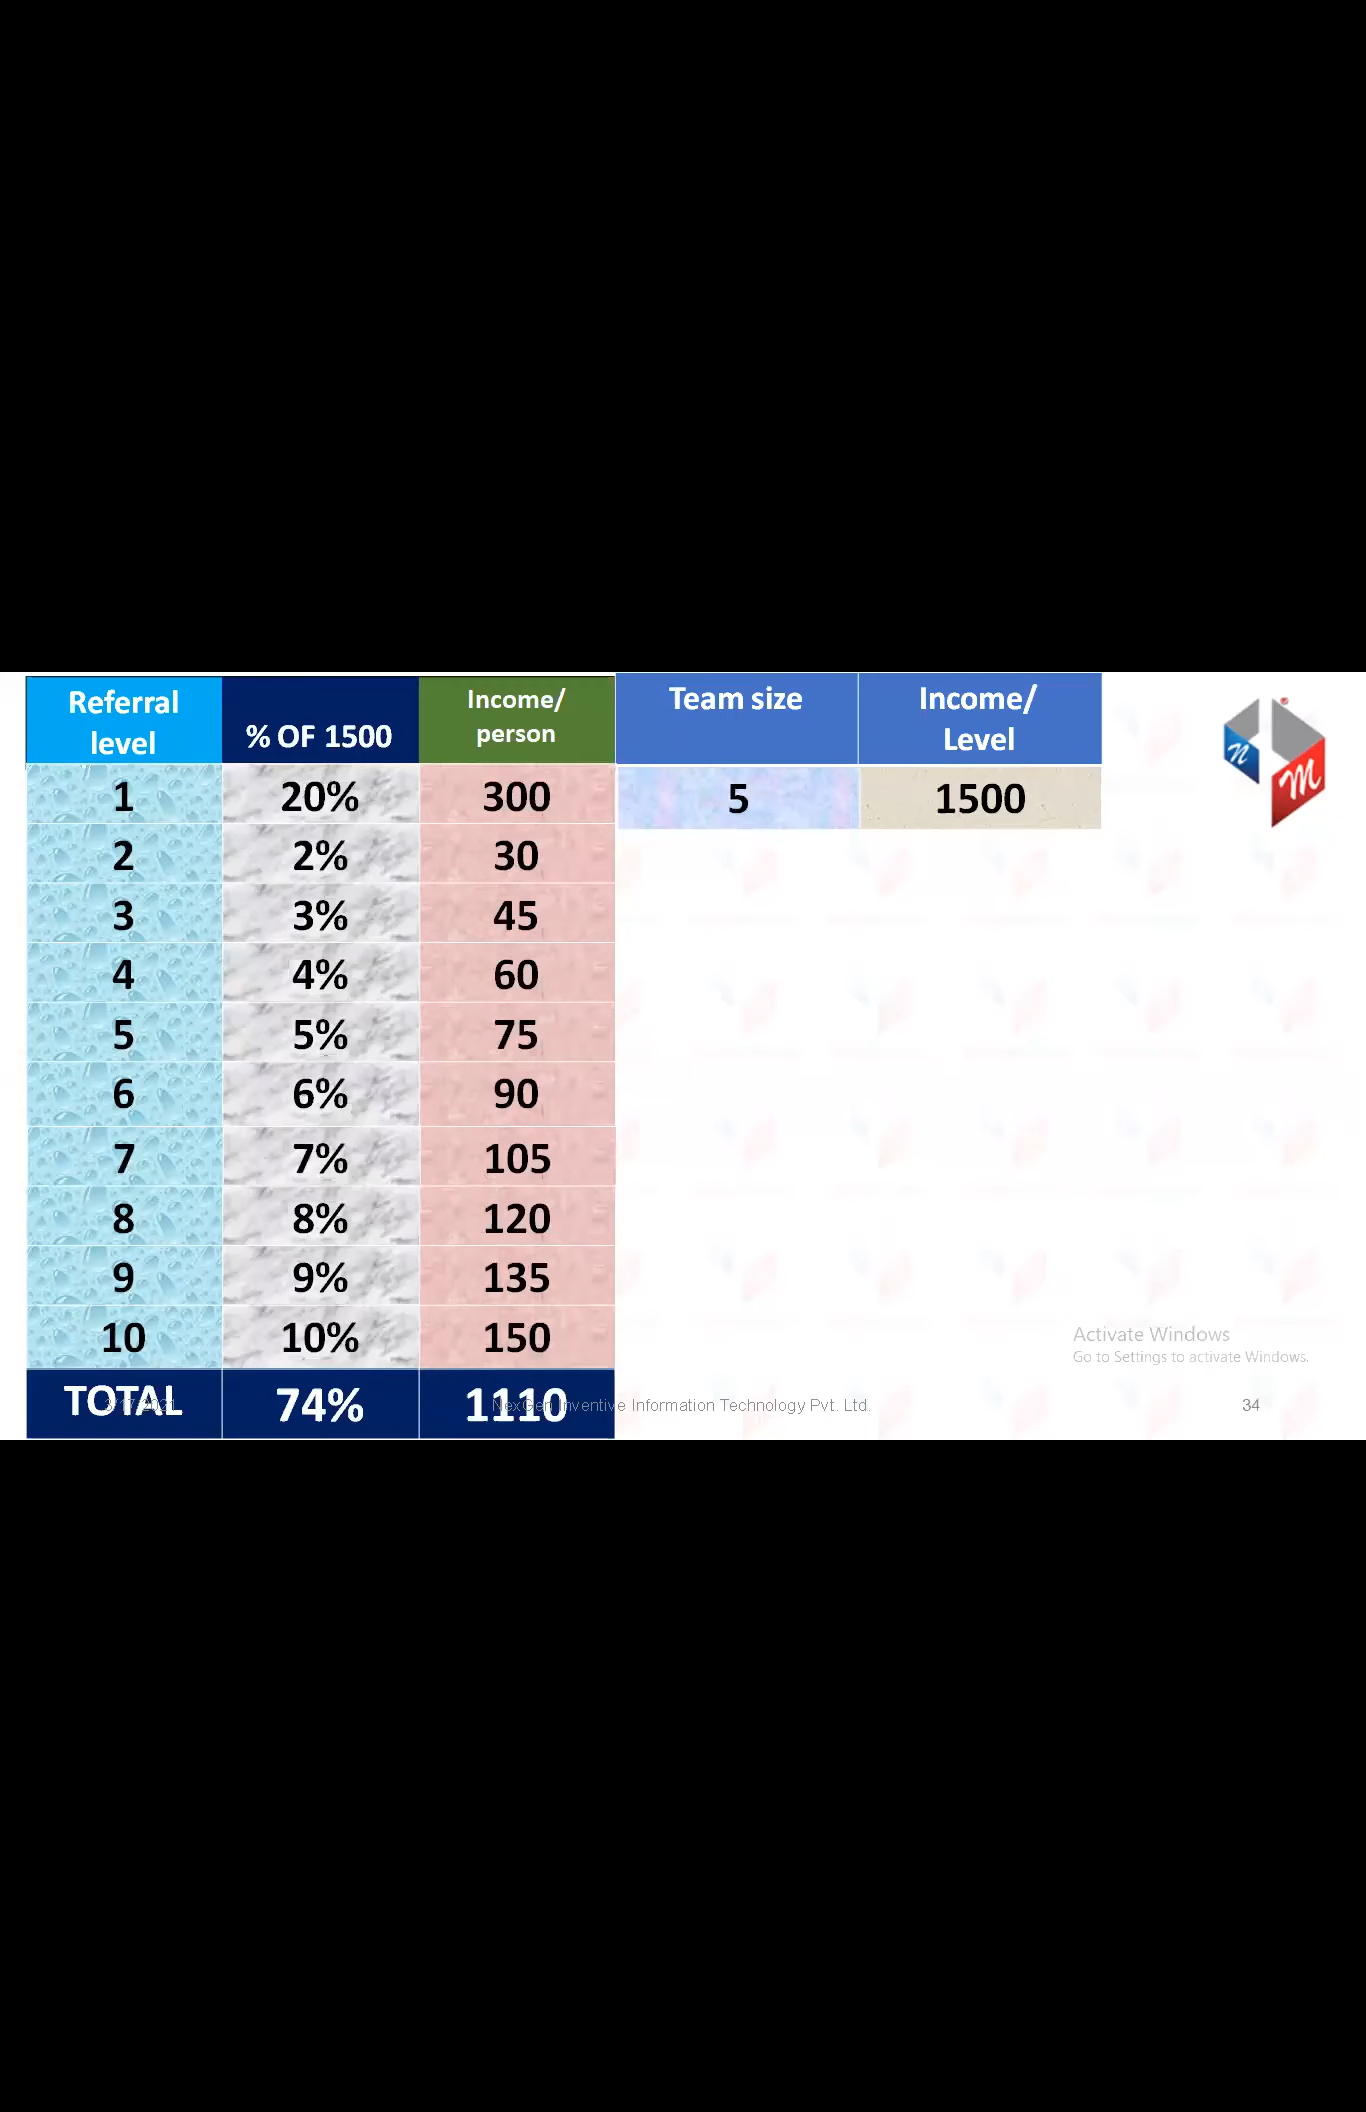 Referral level % OF 1500 Income/ person Team size Income/ Level
1 20% 300 5 1500
2 2% 30
3 3% 45
4 4% 60
5 5% 75
6 6% 90
7 7% 105
8 8% 120
9 9% 135
10 10% 150
TOTAL 74% 1110
NexGen Inventive Information Technology Pvt. Ltd.
34
Activate Windows
Go to Settings to activate Windows.
n
m